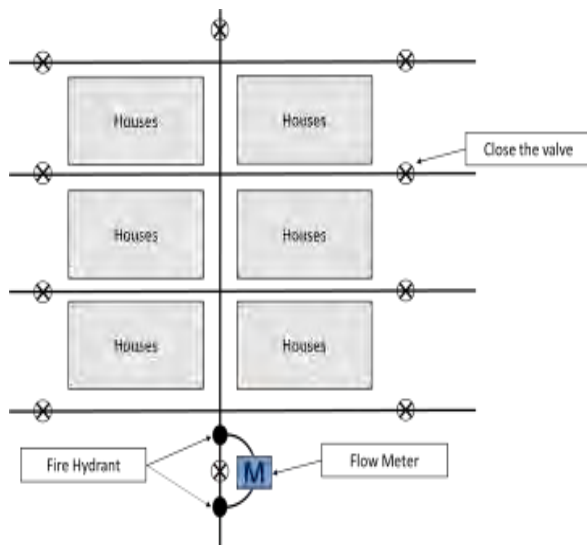 Houses
Houses
Close the valve
Houses
Houses
Houses
Houses
Fire Hydrant
M
Flow Meter